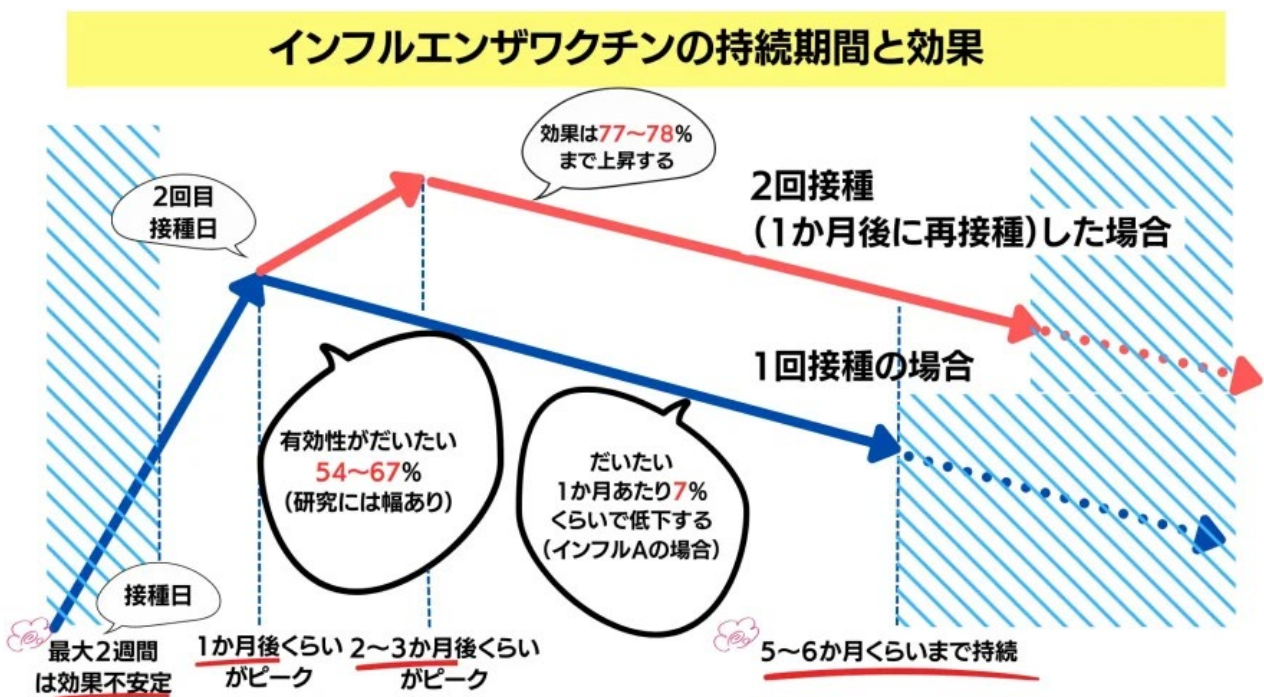 インフルエンザワクチンの持続期間と効果
効果は77〜78%
まで上昇する
2回目
接種日
2回接種
(1か月後に再接種)した場合
1回接種の場合
有効性がだいたい
54〜67%
(研究には幅あり)
だいたい
1か月あたり7%
くらいで低下する
(インフルAの場合)
接種日
最大2週間
は効果不安定
1か月後くらい
がピーク
2〜3か月後くらい
がピーク
5〜6か月くらいまで持続